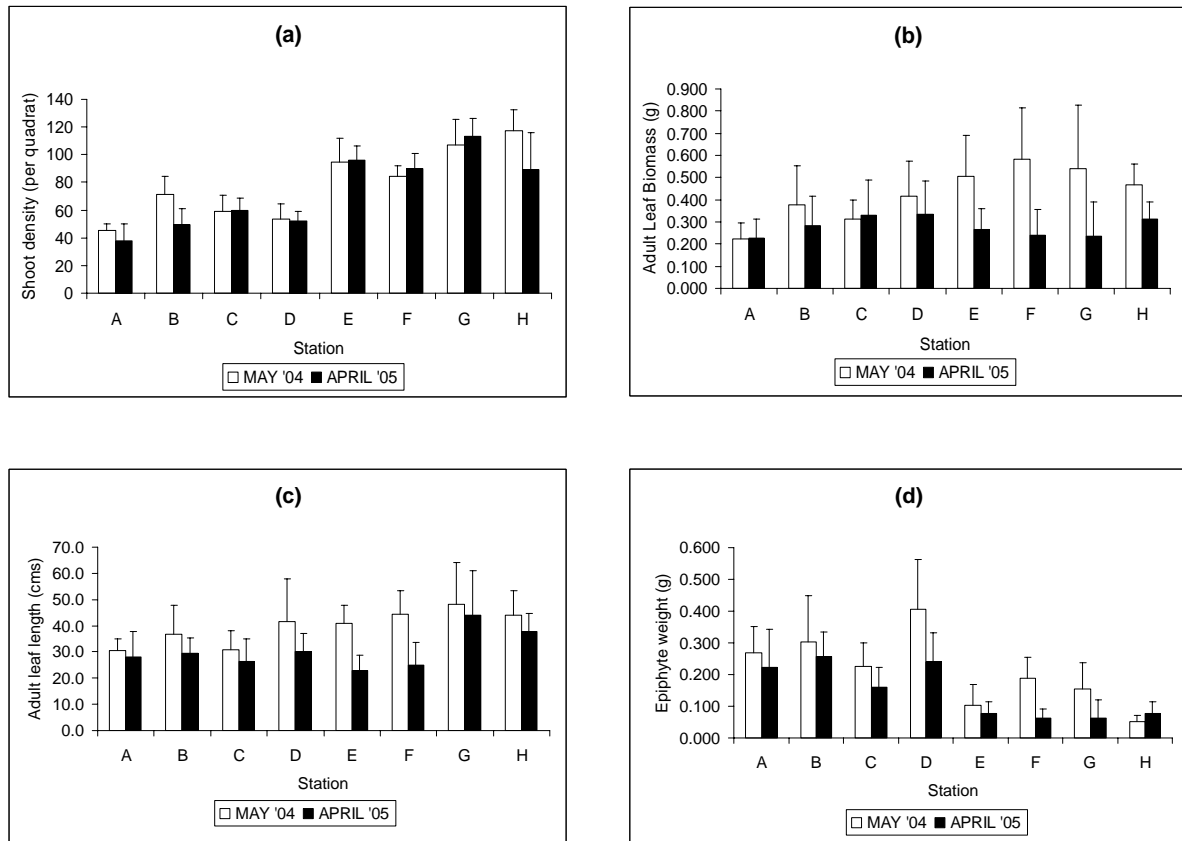 (a)
Shoot density (per quadrat)
140
120
100
80
60
40
20
0
A B C D E F G H
Station
MAY '04 APRIL '05
(b)
Adult Leaf Biomass (g)
0.900
0.800
0.700
0.600
0.500
0.400
0.300
0.200
0.100
0.000
A B C D E F G H
Station
MAY '04 APRIL '05
(c)
Adult leaf length (cms)
70.0
60.0
50.0
40.0
30.0
20.0
10.0
0.0
A B C D E F G H
Station
MAY '04 APRIL '05
(d)
Epiphyte weight (g)
0.600
0.500
0.400
0.300
0.200
0.100
0.000
A B C D E F G H
Station
MAY '04 APRIL '05